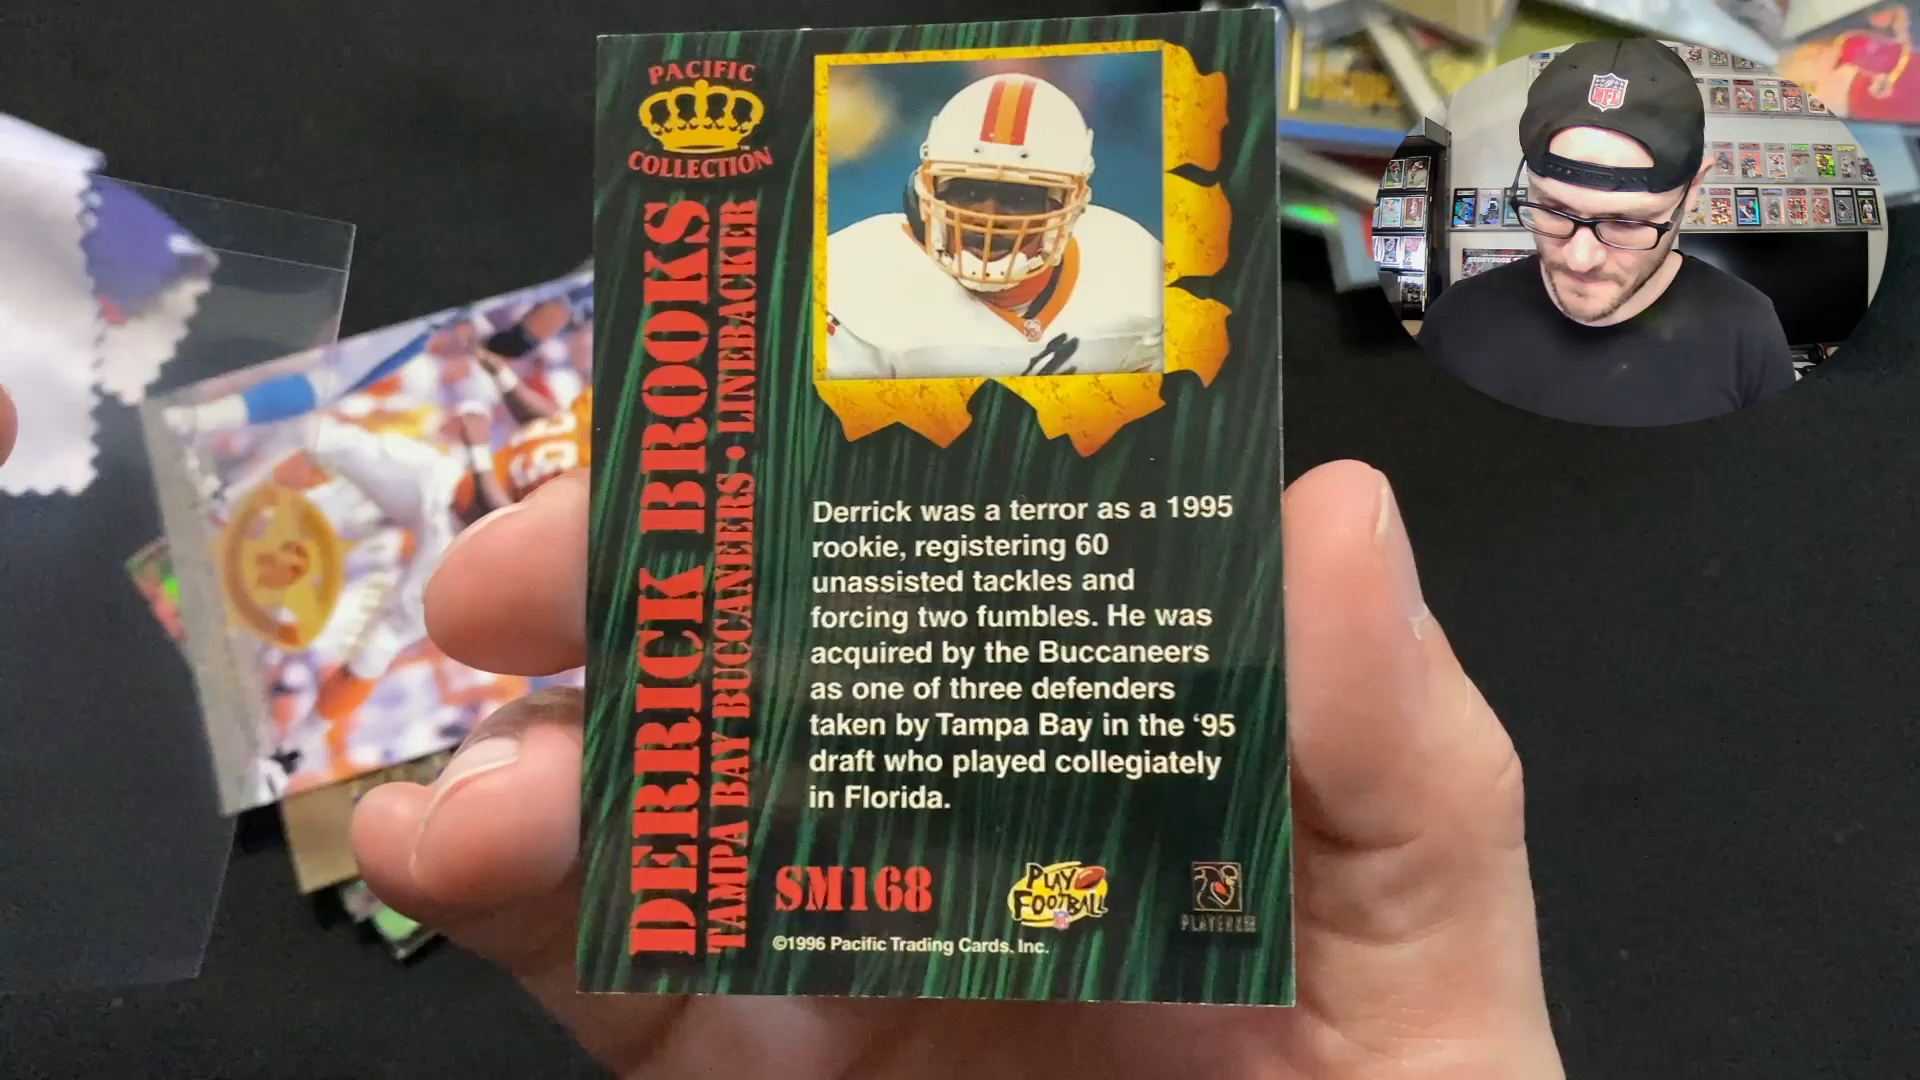 PACIFIC
COLLECTION
DERRICK BROOKS
TAMPA BAY BUCCANEERS • LINEBACKER
Derrick was a terror as a 1995
rookie, registering 60
unassisted tackles and
forcing two fumbles. He was
acquired by the Buccaneers
as one of three defenders
taken by Tampa Bay in the ‘95
draft who played collegiately
in Florida.
SM168
PLAY
FOOTBALL
PLAYERS
©1996 Pacific Trading Cards, Inc.
NFL